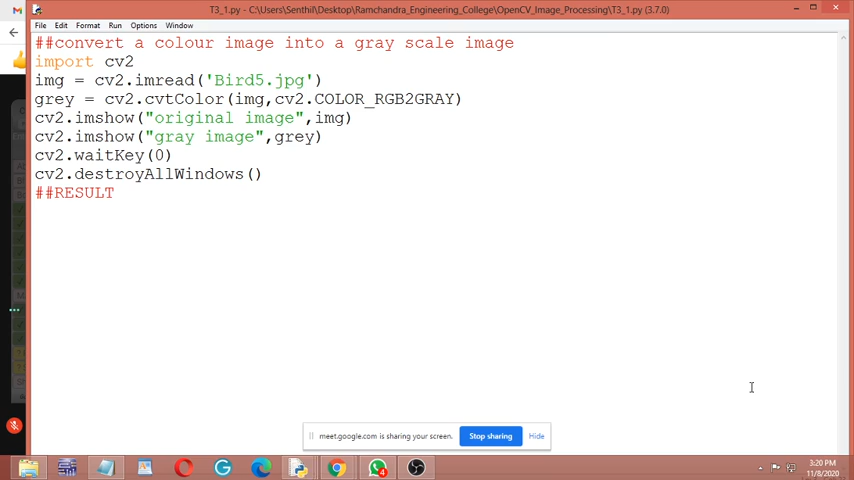 T3_1.py - C:\Users\Senthil\Desktop\Ramchandra_Engineering_College\OpenCV_Image_Processing\T3_1.py (3.7.0)
File Edit Format Run Options Window
##convert a colour image into a gray scale image
import cv2
img = cv2.imread('Bird5.jpg')
grey = cv2.cvtColor(img,cv2.COLOR_RGB2GRAY)
cv2.imshow("original image",img)
cv2.imshow("gray image",grey)
cv2.waitKey(0)
cv2.destroyAllWindows()
##RESULT
meet.google.com is sharing your screen. Stop sharing Hide
4
3:20 PM
11/8/2020